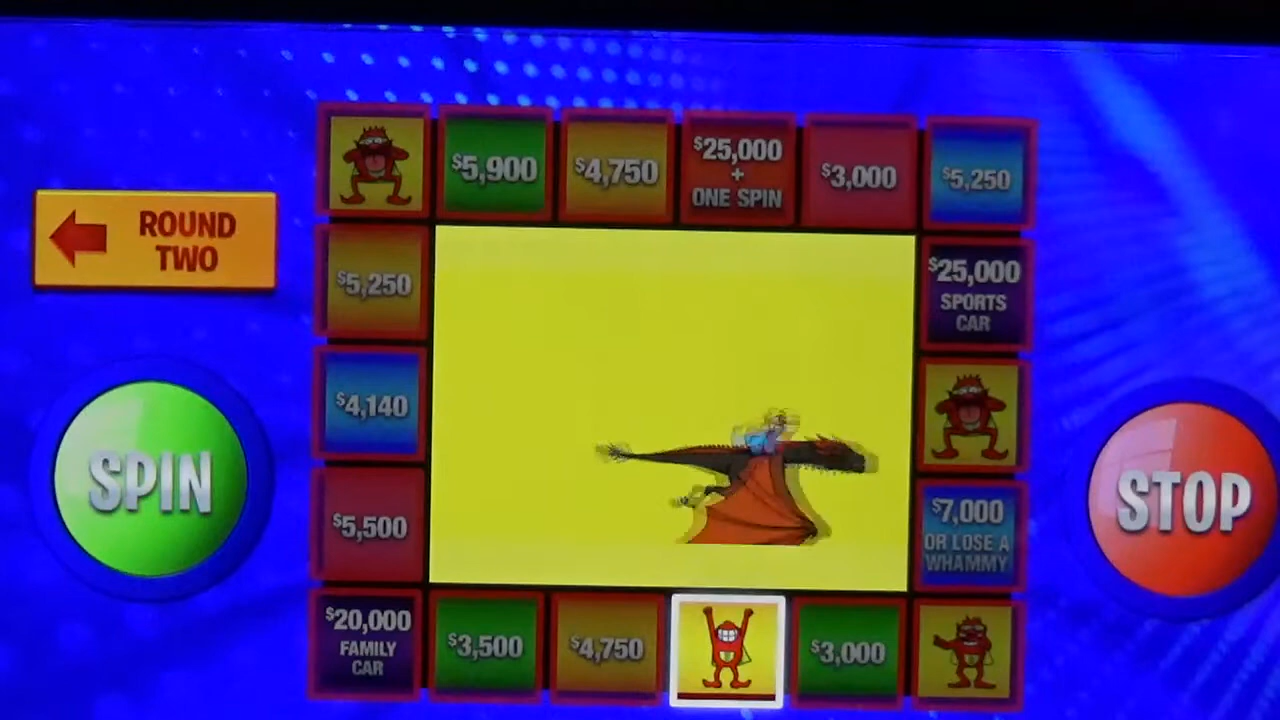 $5,900
$4,750
$25,000
+
ONE SPIN
$3,000
$5,250
ROUND
TWO
$5,250
$25,000
SPORTS
CAR
$4,140
SPIN
$5,500
$7,000
OR LOSE A
WHAMMY
STOP
$20,000
FAMILY
CAR
$3,500
$4,750
$3,000